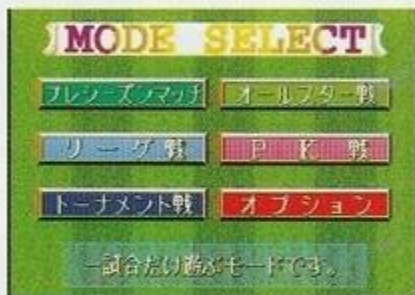 MODE SELECT
プレシーズンマッチ
オールスター戦
リーグ戦
PK戦
トーナメント戦
オプション
一試合だけ遊ぶモードです。